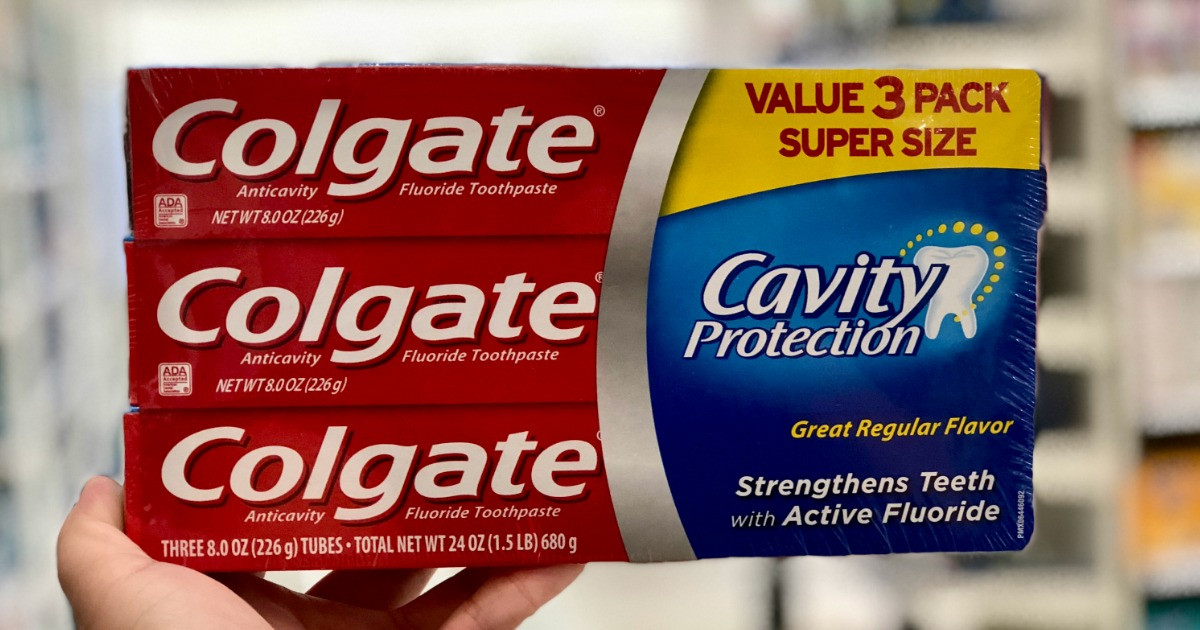 Colgate®
Anticavity Fluoride Toothpaste
ADA
Accepted
NET WT 8.0 OZ (226 g)
Colgate®
Anticavity Fluoride Toothpaste
ADA
Accepted
NET WT 8.0 OZ (226 g)
Colgate
Anticavity Fluoride Toothpaste
THREE 8.0 OZ (226 g) TUBES • TOTAL NET WT 24 OZ (1.5 LB) 680 g
VALUE 3 PACK
SUPER SIZE
Cavity
Protection
Great Regular Flavor
Strengthens Teeth
with Active Fluoride